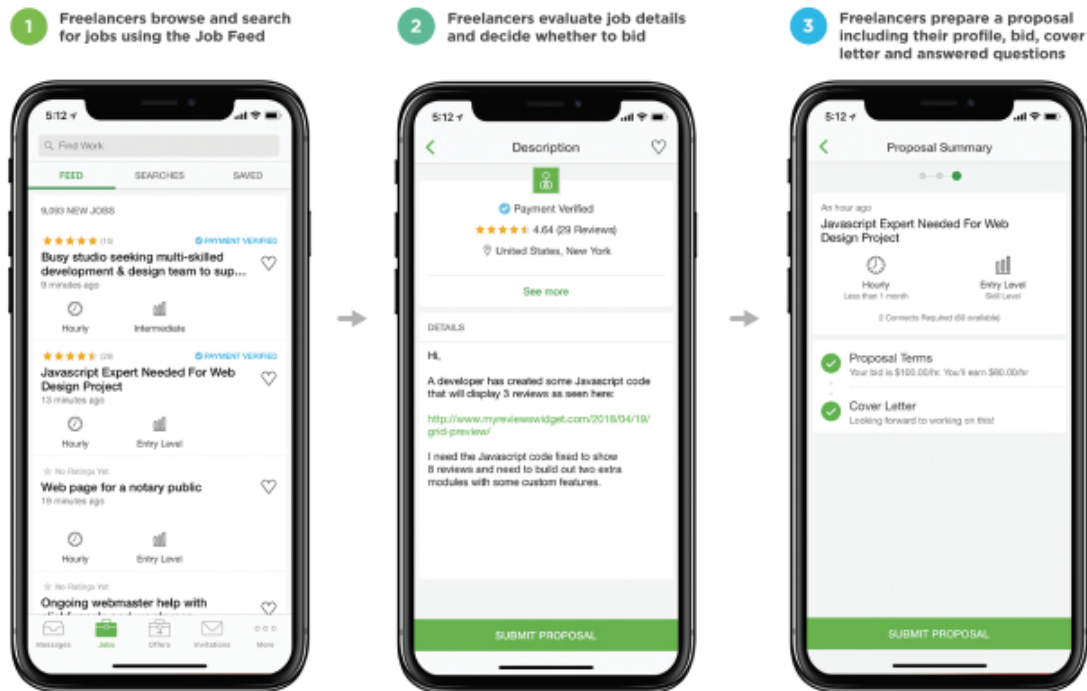 1
Freelancers browse and search
for jobs using the Job Feed
5:12
Find Work
FEED SEARCHES SAVED
9,093 NEW JOBS
(15) PAYMENT VERIFIED
Busy studio seeking multi-skilled
development & design team to sup...
9 minutes ago
Hourly Intermediate
(29) PAYMENT VERIFIED
Javascript Expert Needed For Web
Design Project
13 minutes ago
Hourly Entry Level
No Ratings Yet
Web page for a notary public
19 minutes ago
Hourly Entry Level
No Ratings Yet
Ongoing webmaster help with
Messages Jobs Offers Invitations More
2
Freelancers evaluate job details
and decide whether to bid
5:12
Description
Payment Verified
4.64 (29 Reviews)
United States, New York
See more
DETAILS
Hi,
A developer has created some Javascript code
that will display 3 reviews as seen here:
http://www.myreviewswidget.com/2018/04/19/
grid-preview/
I need the Javascript code fixed to show
8 reviews and need to build out two extra
modules with some custom features.
SUBMIT PROPOSAL
3
Freelancers prepare a proposal
including their profile, bid, cover
letter and answered questions
5:12
Proposal Summary
An hour ago
Javascript Expert Needed For Web
Design Project
Hourly Entry Level
Less than 1 month Skill Level
2 Connects Required (68 available)
Proposal Terms
Your bid is $100.00/hr. You'll earn $80.00/hr
Cover Letter
Looking forward to working on this!
SUBMIT PROPOSAL